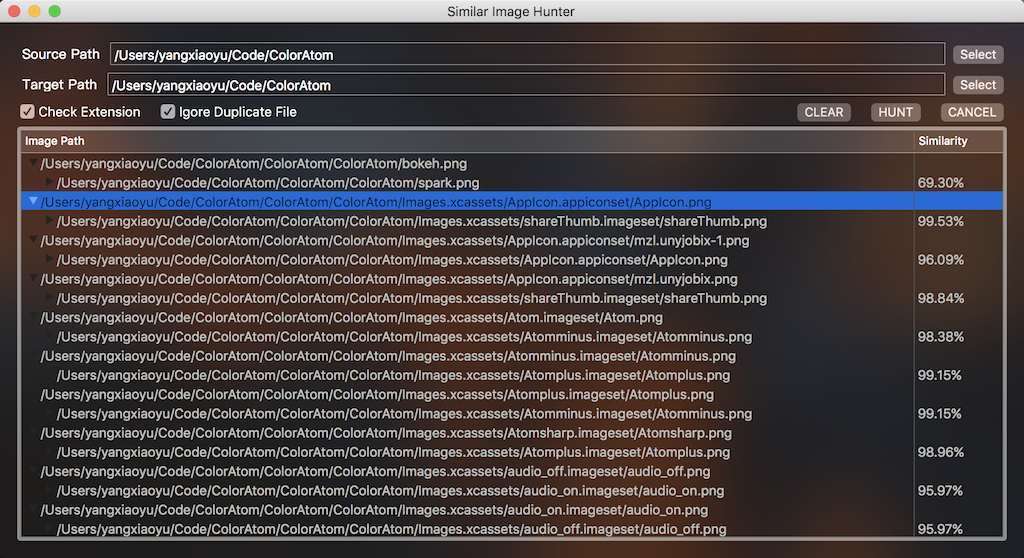 Similar Image Hunter
Source Path /Users/yangxiaoyu/Code/ColorAtom Select
Target Path /Users/yangxiaoyu/Code/ColorAtom Select
Check Extension Igore Duplicate File CLEAR HUNT CANCEL
Image Path Similarity
/Users/yangxiaoyu/Code/ColorAtom/ColorAtom/ColorAtom/bokeh.png
/Users/yangxiaoyu/Code/ColorAtom/ColorAtom/ColorAtom/spark.png 69.30%
/Users/yangxiaoyu/Code/ColorAtom/ColorAtom/ColorAtom/Images.xcassets/AppIcon.appiconset/AppIcon.png
/Users/yangxiaoyu/Code/ColorAtom/ColorAtom/ColorAtom/Images.xcassets/shareThumb.imageset/shareThumb.png 99.53%
/Users/yangxiaoyu/Code/ColorAtom/ColorAtom/ColorAtom/Images.xcassets/AppIcon.appiconset/mzl.unyjobix-1.png
/Users/yangxiaoyu/Code/ColorAtom/ColorAtom/ColorAtom/Images.xcassets/AppIcon.appiconset/AppIcon.png 96.09%
/Users/yangxiaoyu/Code/ColorAtom/ColorAtom/ColorAtom/Images.xcassets/AppIcon.appiconset/mzl.unyjobix.png
/Users/yangxiaoyu/Code/ColorAtom/ColorAtom/ColorAtom/Images.xcassets/shareThumb.imageset/shareThumb.png 98.84%
/Users/yangxiaoyu/Code/ColorAtom/ColorAtom/ColorAtom/Images.xcassets/Atom.imageset/Atom.png
/Users/yangxiaoyu/Code/ColorAtom/ColorAtom/ColorAtom/Images.xcassets/Atomminus.imageset/Atomminus.png 98.38%
/Users/yangxiaoyu/Code/ColorAtom/ColorAtom/ColorAtom/Images.xcassets/Atomminus.imageset/Atomminus.png
/Users/yangxiaoyu/Code/ColorAtom/ColorAtom/ColorAtom/Images.xcassets/Atomplus.imageset/Atomplus.png 99.15%
/Users/yangxiaoyu/Code/ColorAtom/ColorAtom/ColorAtom/Images.xcassets/Atomplus.imageset/Atomplus.png
/Users/yangxiaoyu/Code/ColorAtom/ColorAtom/ColorAtom/Images.xcassets/Atomminus.imageset/Atomminus.png 99.15%
/Users/yangxiaoyu/Code/ColorAtom/ColorAtom/ColorAtom/Images.xcassets/Atomsharp.imageset/Atomsharp.png
/Users/yangxiaoyu/Code/ColorAtom/ColorAtom/ColorAtom/Images.xcassets/Atomplus.imageset/Atomplus.png 98.96%
/Users/yangxiaoyu/Code/ColorAtom/ColorAtom/ColorAtom/Images.xcassets/audio_off.imageset/audio_off.png
/Users/yangxiaoyu/Code/ColorAtom/ColorAtom/ColorAtom/Images.xcassets/audio_on.imageset/audio_on.png 95.97%
/Users/yangxiaoyu/Code/ColorAtom/ColorAtom/ColorAtom/Images.xcassets/audio_on.imageset/audio_on.png
/Users/yangxiaoyu/Code/ColorAtom/ColorAtom/ColorAtom/Images.xcassets/audio_off.imageset/audio_off.png 95.97%